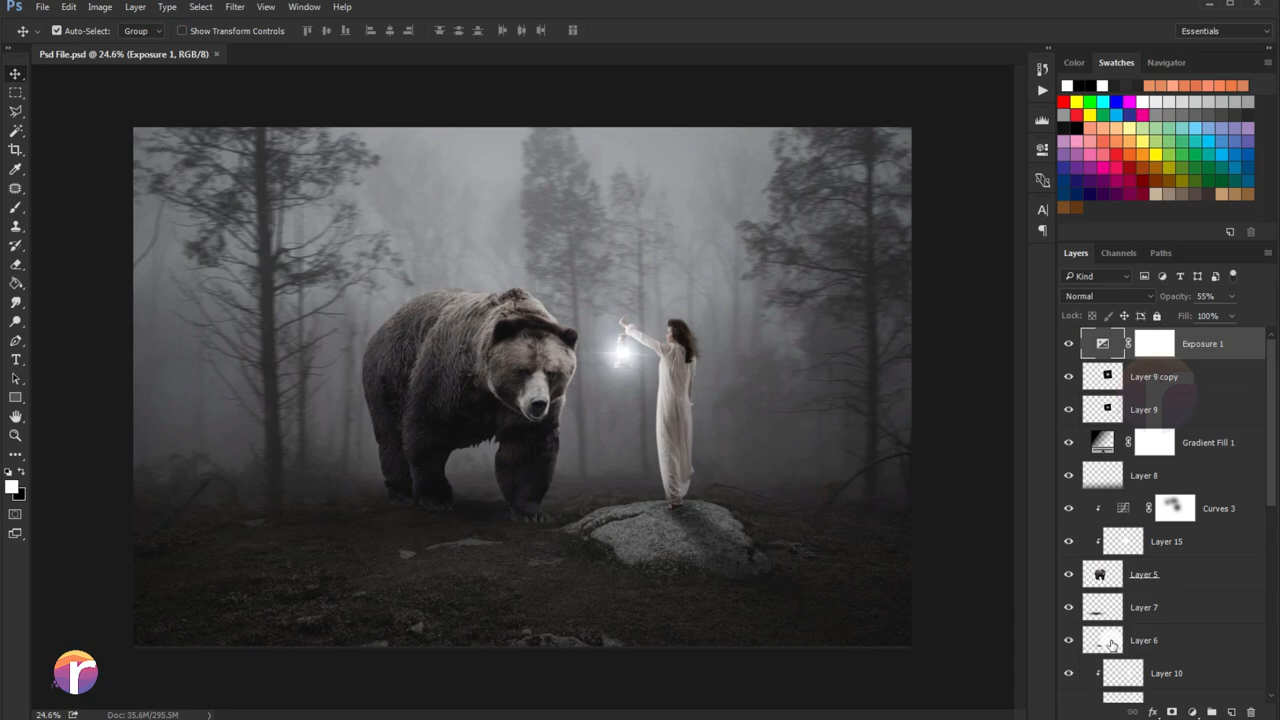 Ps File Edit Image Layer Type Select Filter View Window Help
Auto-Select: Group Show Transform Controls Essentials
Psd File.psd @ 24.6% (Exposure 1, RGB/8) ×
Color Swatches Navigator
A|
Layers Channels Paths
Kind T
Normal Opacity: 55%
Lock: Fill: 100%
Exposure 1
Layer 9 copy
Layer 9
Gradient Fill 1
Layer 8
Curves 3
Layer 15
Layer 5
Layer 7
Layer 6
Layer 10
r
24.6% Doc: 35.6M/295.5M
fx